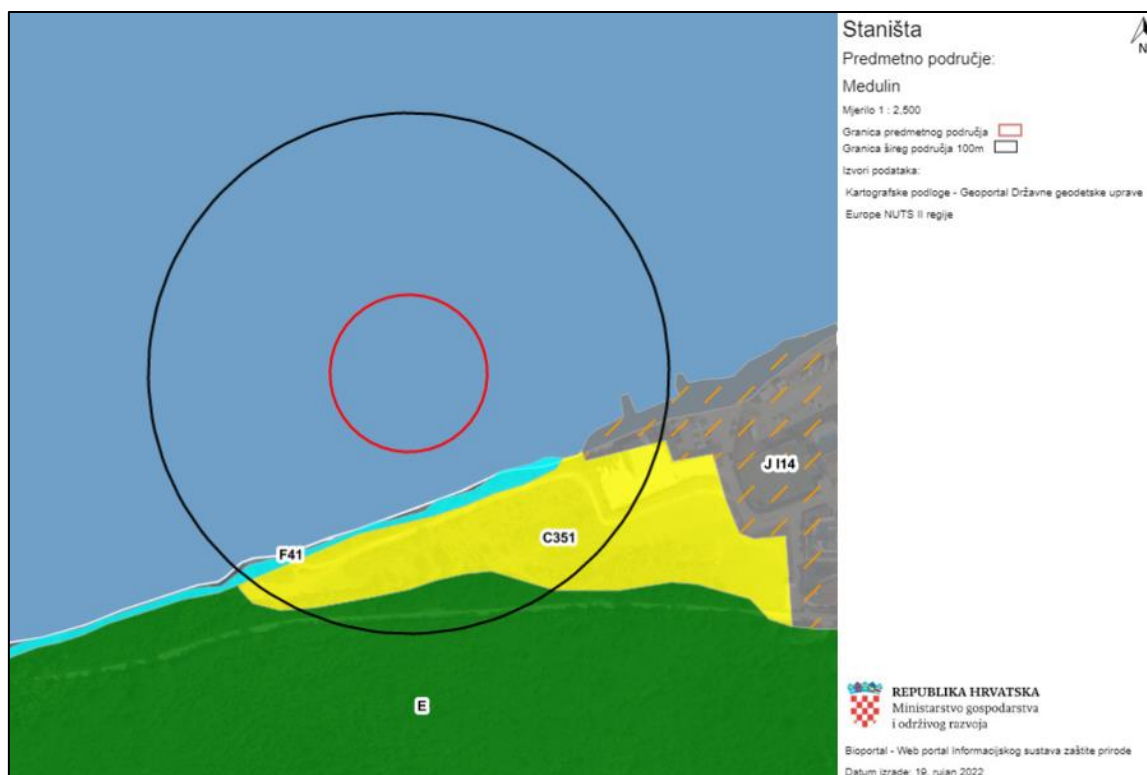 Staništa
N
Predmetno područje:
Medulin
Mjerilo 1 : 2,500
Granica predmetnog područja
Granica šireg područja 100m
Izvori podataka:
Kartografske podloge - Geoportal Državne geodetske uprave
Europe NUTS II regije
J I14
C351
F41
E
REPUBLIKA HRVATSKA
Ministarstvo gospodarstva
i održivog razvoja
Bioportal - Web portal Informacijskog sustava zaštite prirode
Datum izrade: 19. rujan 2022